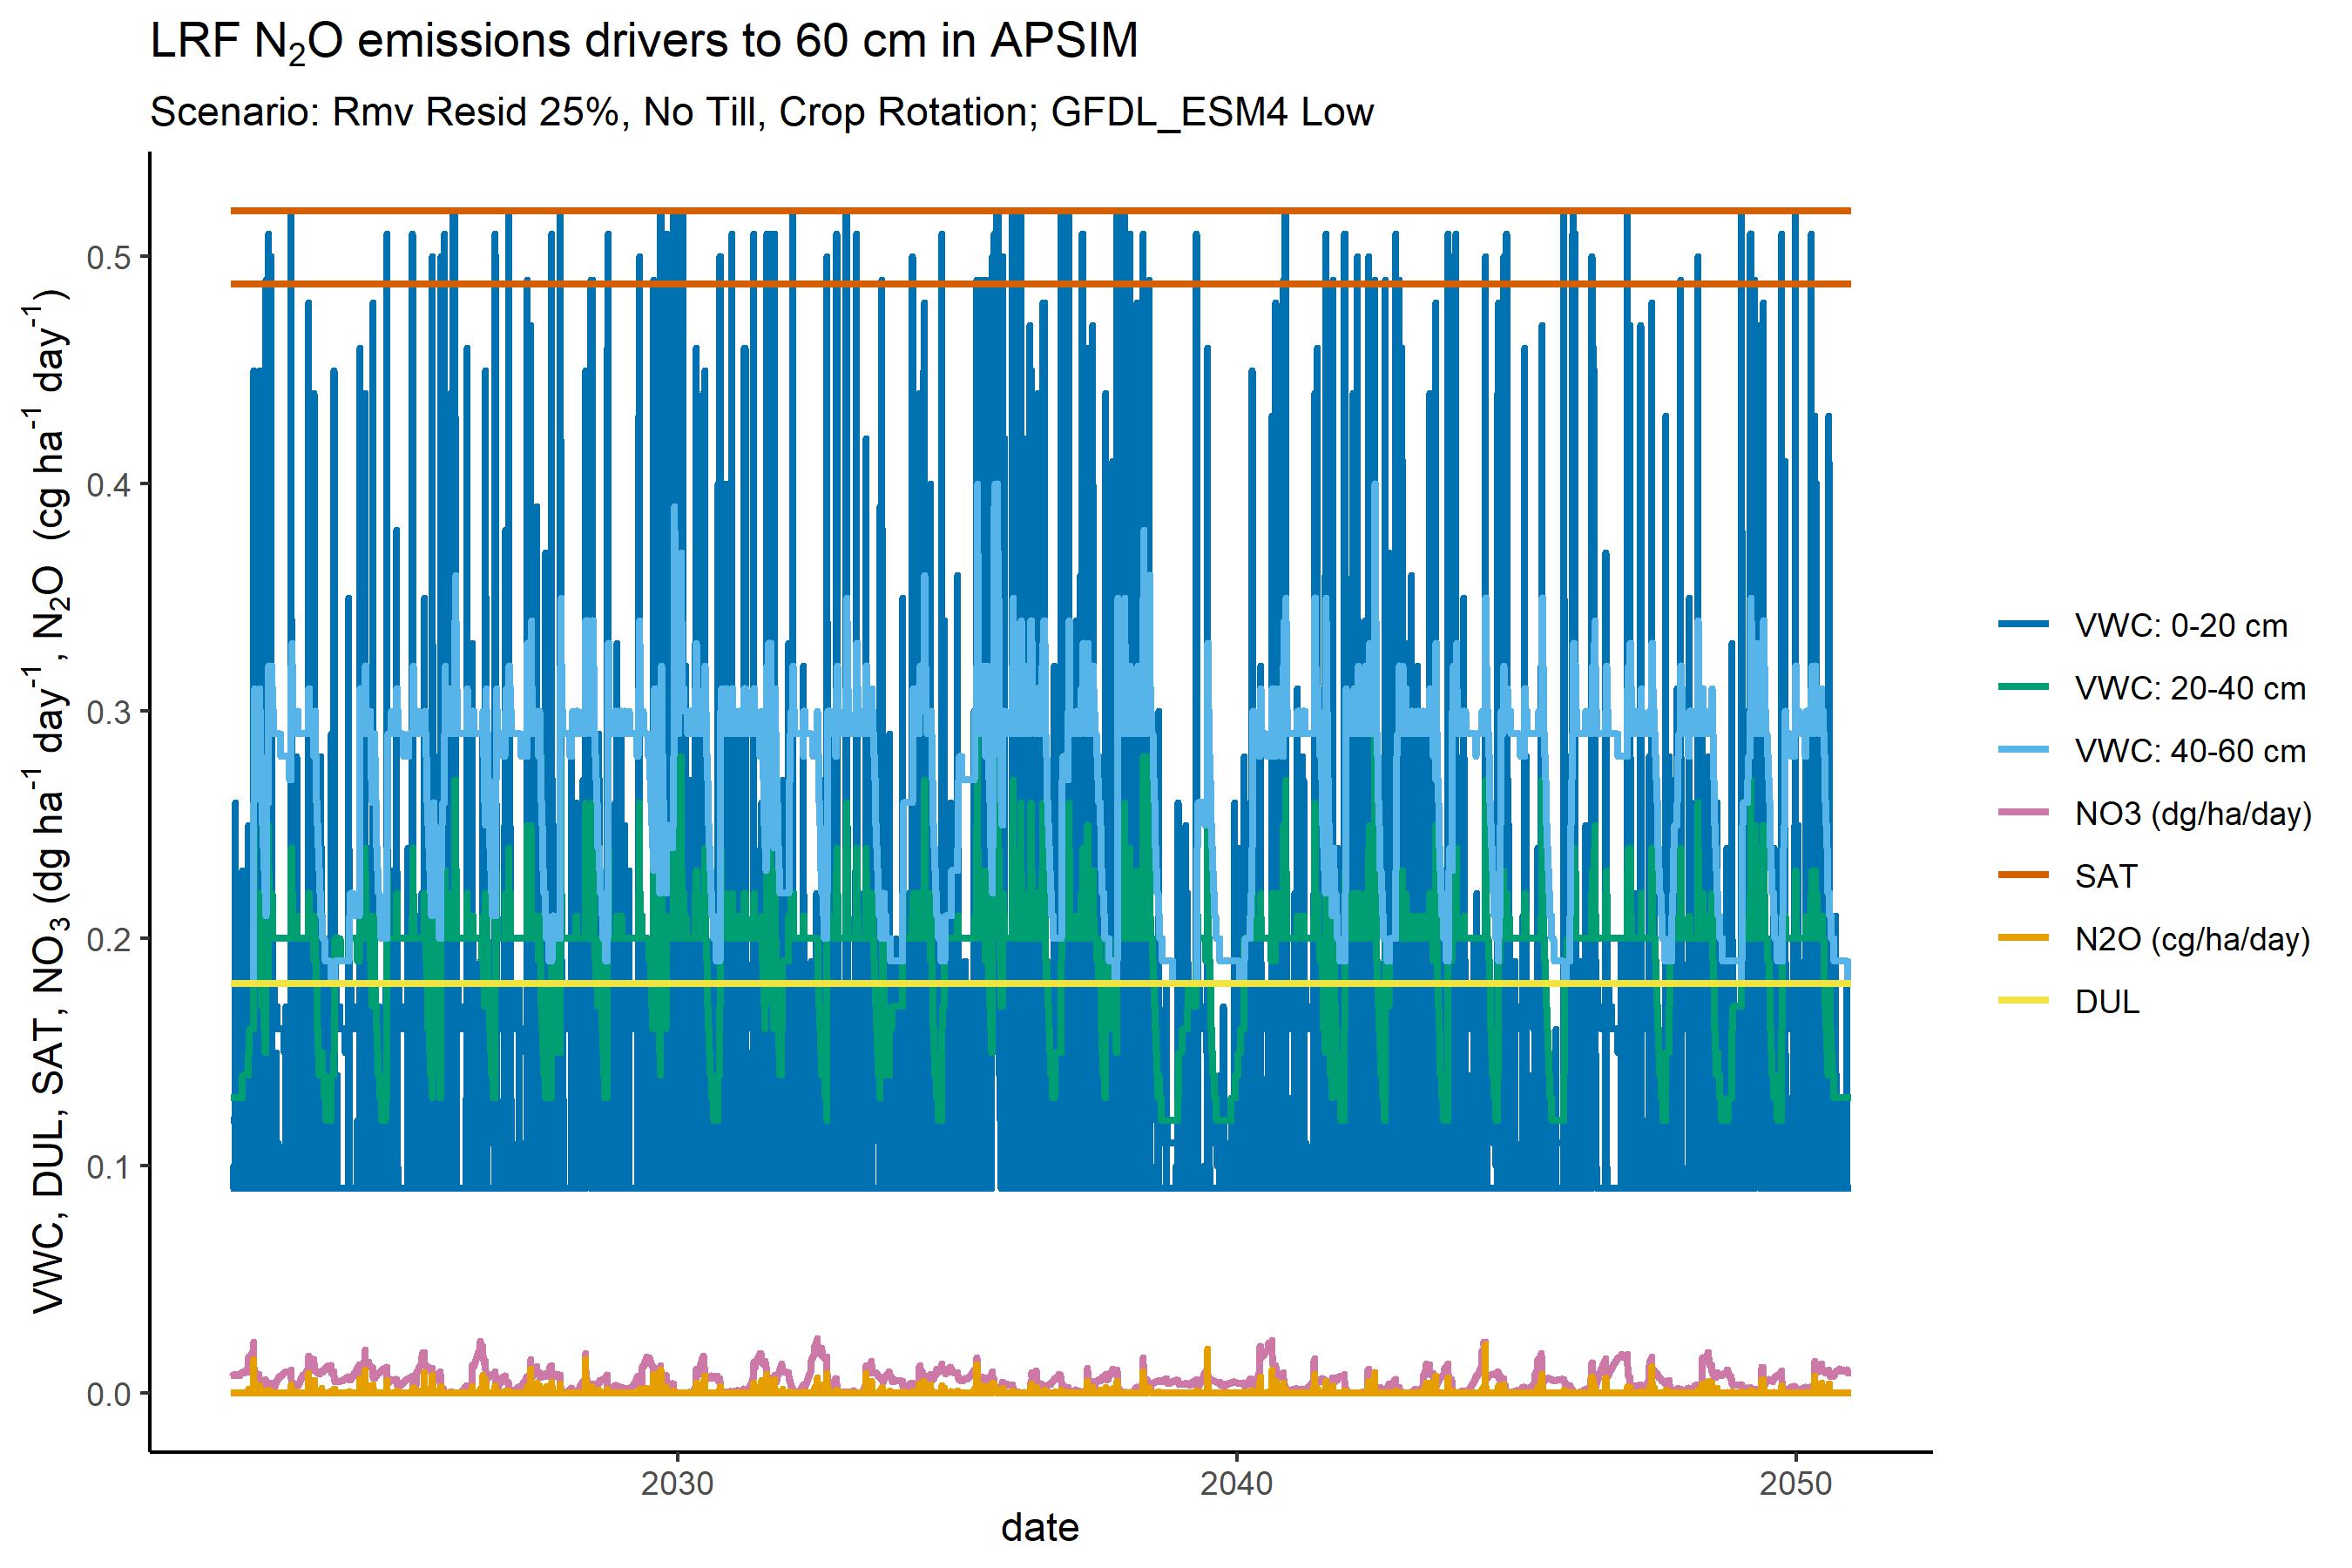 LRF N₂O emissions drivers to 60 cm in APSIM
Scenario: Rmv Resid 25%, No Till, Crop Rotation; GFDL_ESM4 Low
VWC, DUL, SAT, NO₃ (dg ha⁻¹ day⁻¹, N₂O (cg ha⁻¹ day⁻¹)
0.5
0.4
0.3
0.2
0.1
0.0
2030
2040
2050
date
VWC: 0-20 cm
VWC: 20-40 cm
VWC: 40-60 cm
NO3 (dg/ha/day)
SAT
N2O (cg/ha/day)
DUL